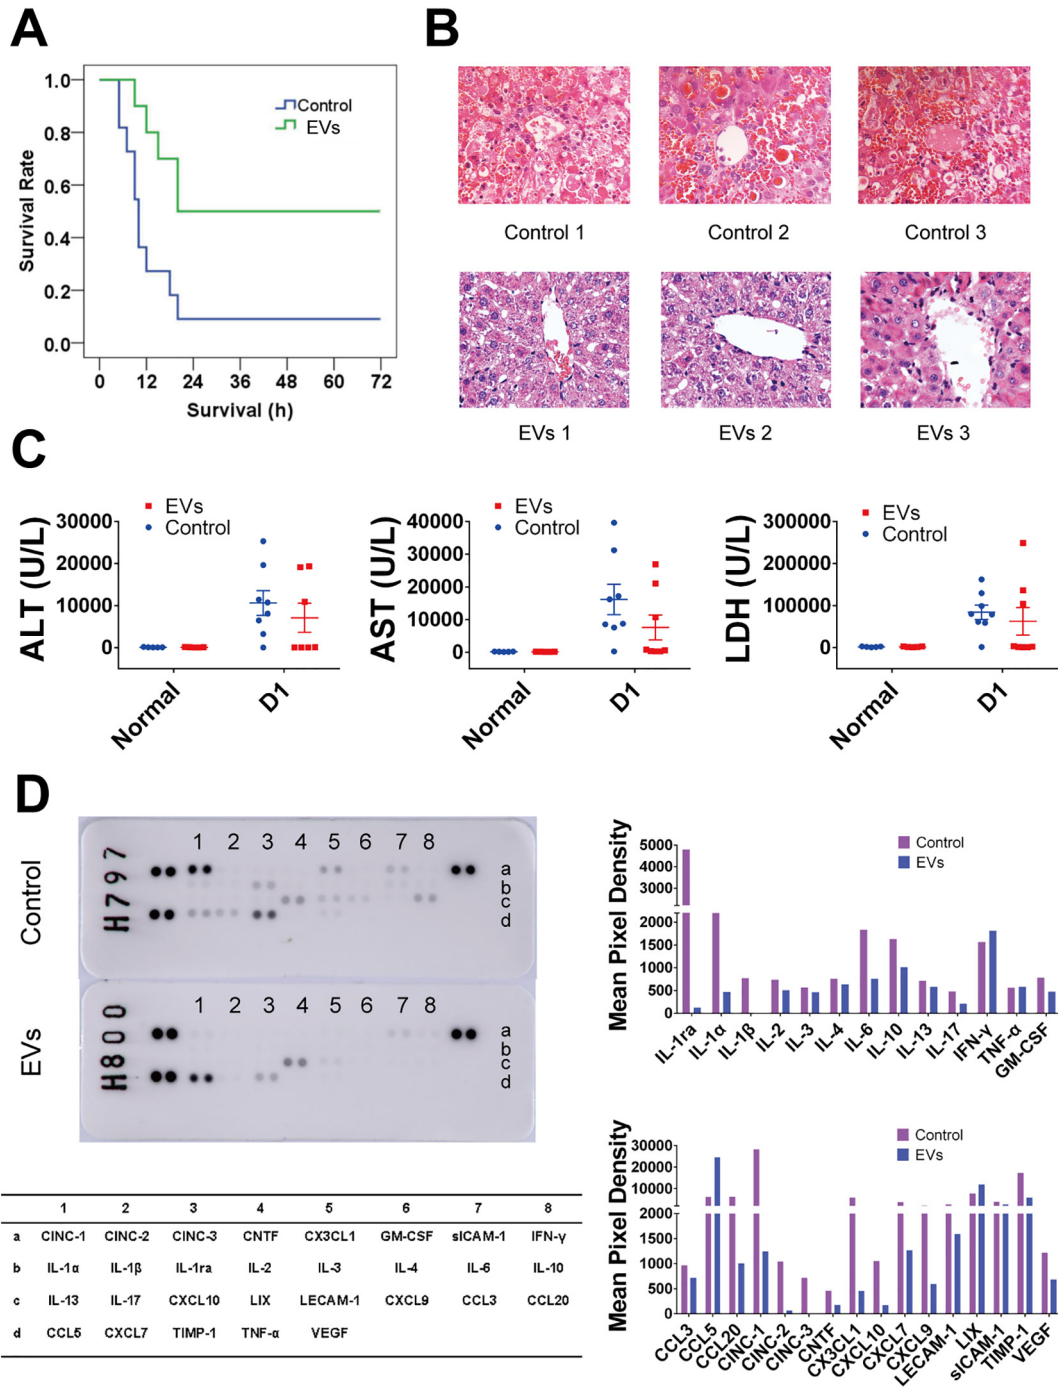 A
B
1.0
0.8
0.6
0.4
0.2
0.0
Survival Rate
Control
EVs
0 12 24 36 48 60 72
Survival (h)
Control 1
Control 2
Control 3
EVs 1
EVs 2
EVs 3
C
ALT (U/L)
30000
20000
10000
0
EVs
Control
Normal
D1
AST (U/L)
40000
30000
20000
10000
0
EVs
Control
Normal
D1
LDH (U/L)
300000
200000
100000
0
EVs
Control
Normal
D1
D
Control
H797
1 2 3 4 5 6 7 8
a
b
c
d
EVs
H800
1 2 3 4 5 6 7 8
a
b
c
d
Mean Pixel Density
5000
4000
3000
2000
1500
1000
500
0
Control
EVs
IL-1ra IL-1α IL-1β IL-2 IL-3 IL-4 IL-6 IL-10 IL-13 IL-17 IFN-γ TNF-α GM-CSF
1 2 3 4 5 6 7 8
a CINC-1 CINC-2 CINC-3 CNTF CX3CL1 GM-CSF sICAM-1 IFN-γ
b IL-1α IL-1β IL-1ra IL-2 IL-3 IL-4 IL-6 IL-10
c IL-13 IL-17 CXCL10 LIX LECAM-1 CXCL9 CCL3 CCL20
d CCL5 CXCL7 TIMP-1 TNF-α VEGF
Mean Pixel Density
30000
20000
10000
2000
1500
1000
500
0
Control
EVs
CCL3 CCL5 CCL20 CINC-1 CINC-2 CINC-3 CNTF CX3CL1 CXCL10 CXCL7 CXCL9 LECAM-1 LIX sICAM-1 TIMP-1 VEGF